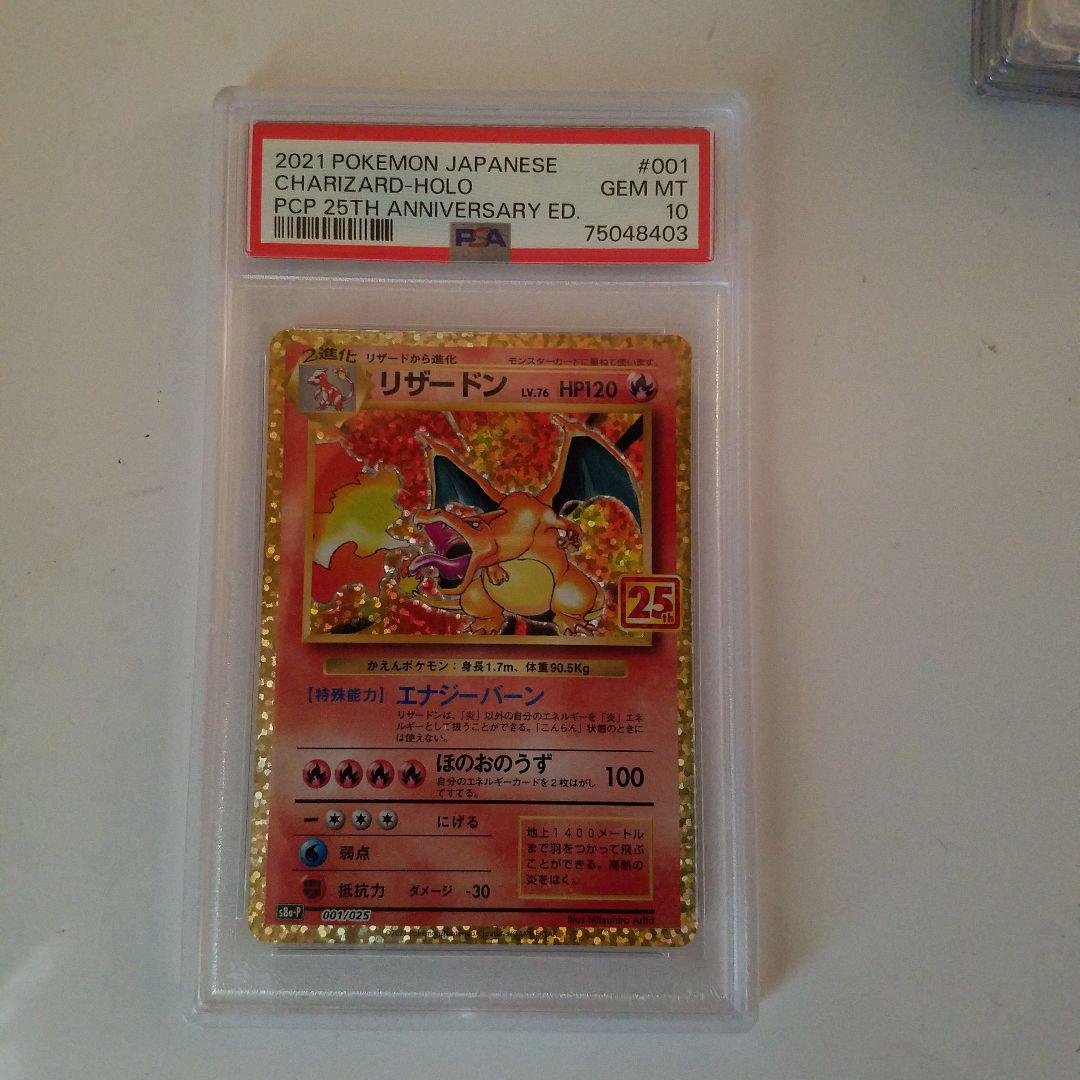 2021 POKEMON JAPANESE #001
CHARIZARD-HOLO GEM MT
PCP 25TH ANNIVERSARY ED. 10
PSA 75048403
2進化 リザードから進化 モンスターカードに重ねて使います。
リザードン LV.76 HP120
25th
かえんポケモン：身長1.7m、体重90.5Kg
【特殊能力】エナジーバーン
リザードンは、「炎」以外の自分のエネルギーを「炎」エネ
ルギーとして扱うことができる。「こんらん」状態のときに
は使えない。
ほのおのうず 100
自分のエネルギーカードを2枚はがし
てすてる。
にげる
弱点
抵抗力 ダメージ -30
地上1400メートル
まで羽をつかって飛ぶ
ことができる。高熱の
炎をはく。
s8a-P 001/025 Illus.Mitsuhiro Arita